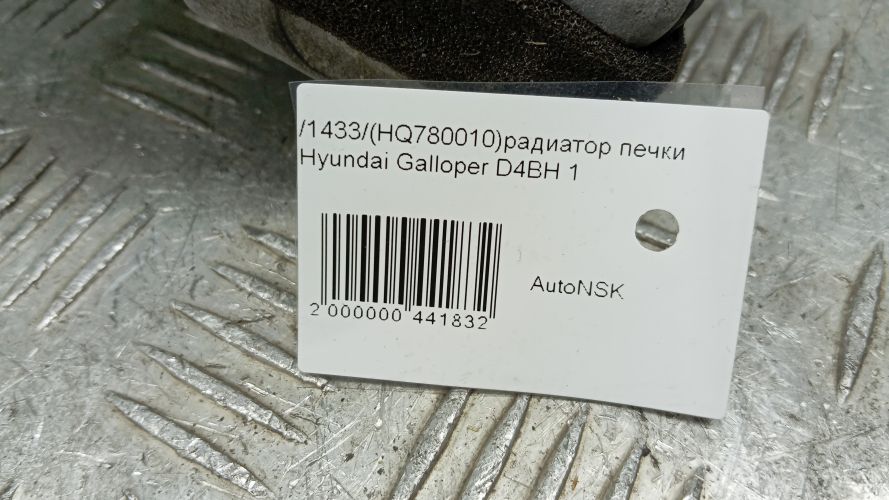 /1433/(HQ780010)радиатор печки
Hyundai Galloper D4BH 1
AutoNSK
2 000000 441832